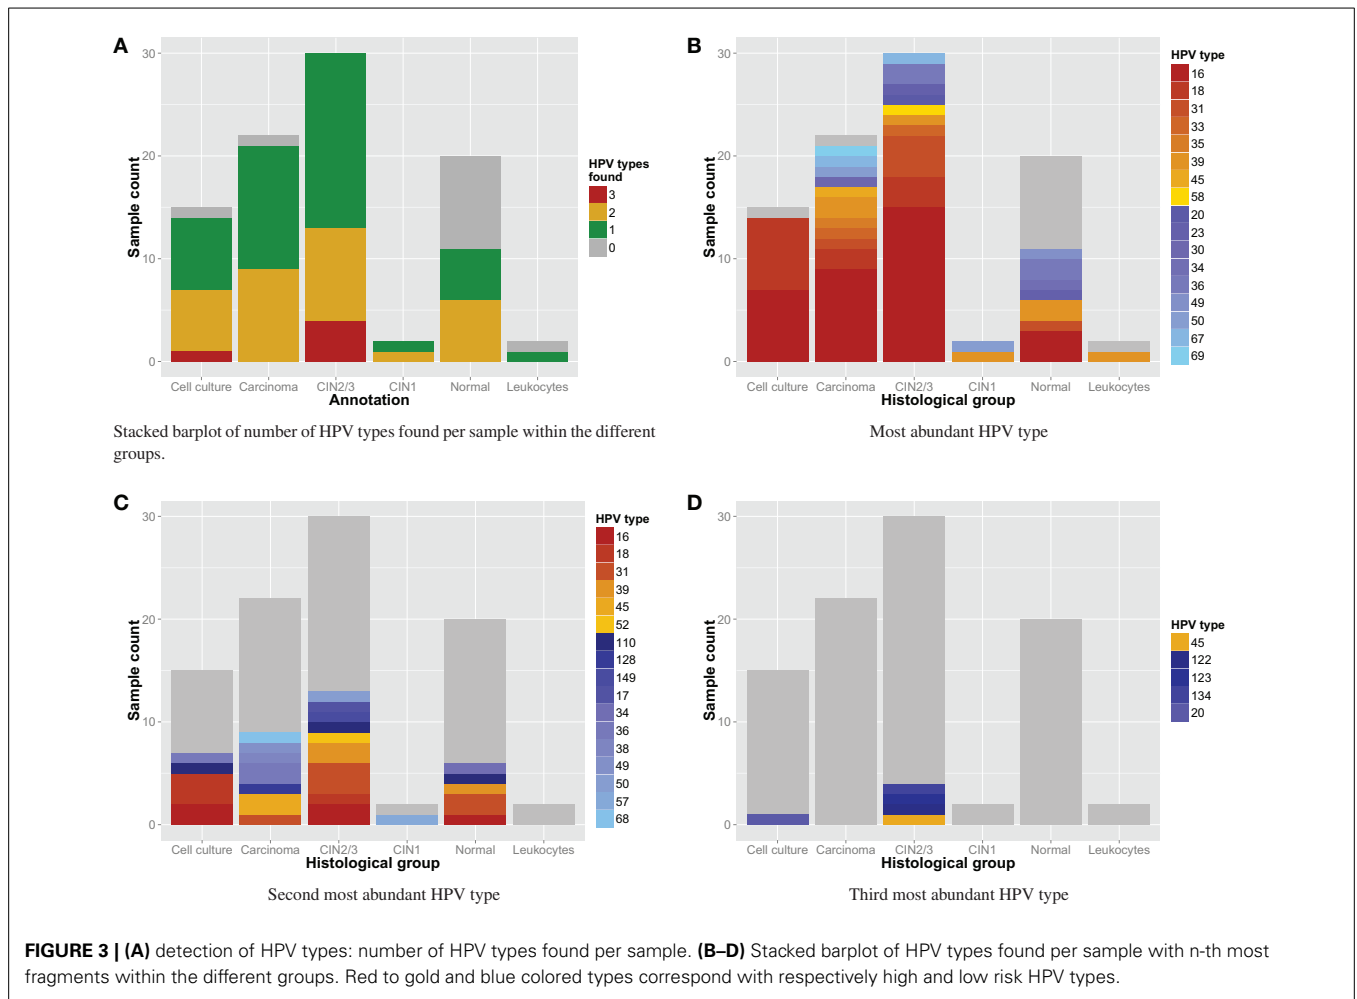 A
30
20
10
0
Sample count
Cell culture Carcinoma CIN2/3 CIN1 Normal Leukocytes
Annotation
HPV types
found
3
2
1
0
Stacked barplot of number of HPV types found per sample within the different
groups.
B
30
20
10
0
Sample count
Cell culture Carcinoma CIN2/3 CIN1 Normal Leukocytes
Histological group
HPV type
16
18
31
33
35
39
45
58
20
23
30
34
36
49
50
67
69
Most abundant HPV type
C
30
20
10
0
Sample count
Cell culture Carcinoma CIN2/3 CIN1 Normal Leukocytes
Histological group
HPV type
16
18
31
39
45
52
110
128
149
17
34
36
38
49
50
57
68
Second most abundant HPV type
D
30
20
10
0
Sample count
Cell culture Carcinoma CIN2/3 CIN1 Normal Leukocytes
Histological group
HPV type
45
122
123
134
20
Third most abundant HPV type
FIGURE 3 | (A) detection of HPV types: number of HPV types found per sample. (B–D) Stacked barplot of HPV types found per sample with n-th most
fragments within the different groups. Red to gold and blue colored types correspond with respectively high and low risk HPV types.